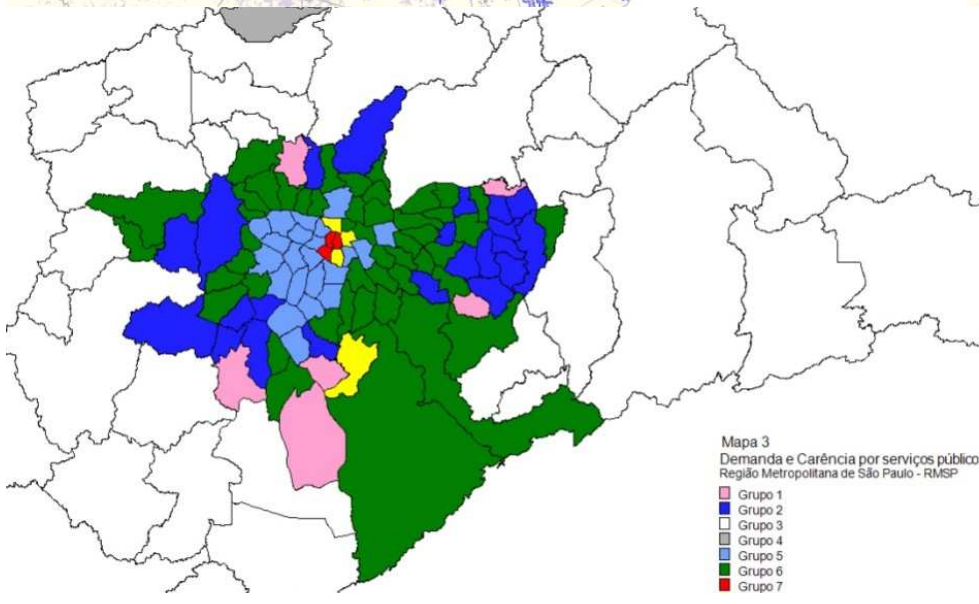 Mapa 3
Demanda e Carência por serviços público
Região Metropolitana de São Paulo - RMSP
Grupo 1
Grupo 2
Grupo 3
Grupo 4
Grupo 5
Grupo 6
Grupo 7